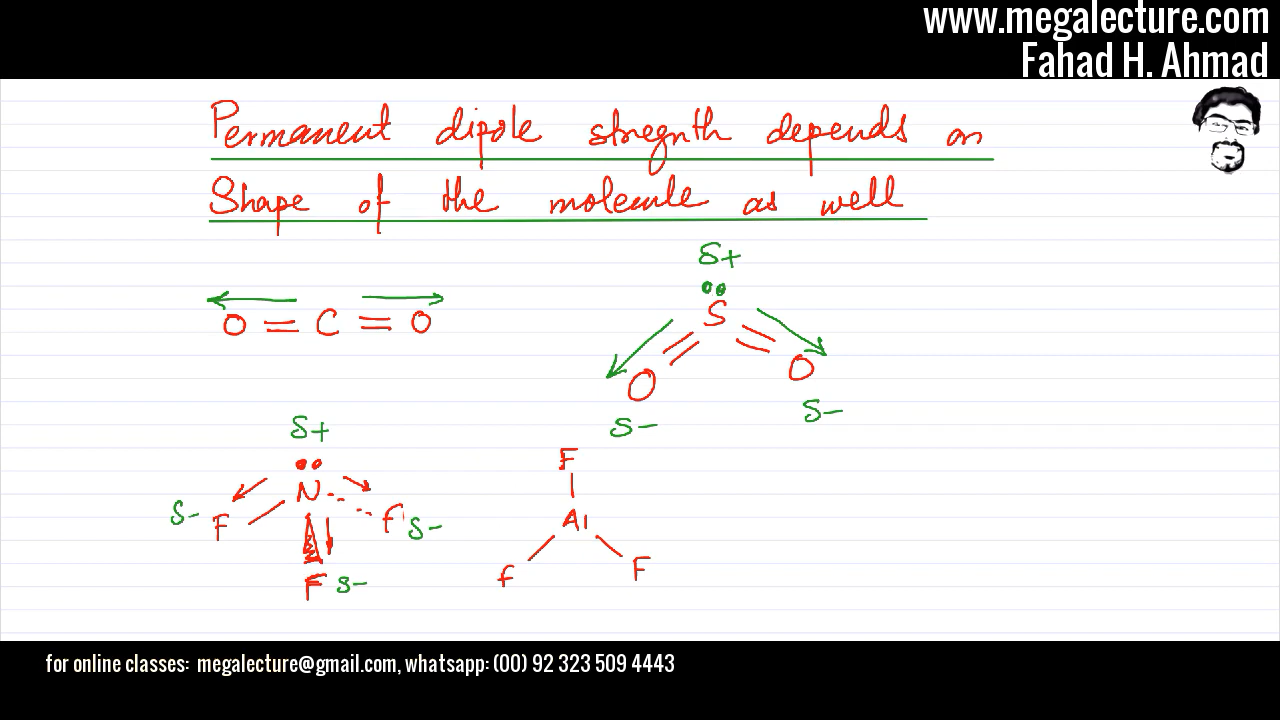 www.megalecture.com
Fahad H. Ahmad
Permanent dipole stregnth depends on
Shape of the molecule as well
δ+
S
O = C = O
O O
δ- δ-
δ+
N
δ- F F δ-
F δ-
F
Al
F F
for online classes: megalecture@gmail.com, whatsapp: (00) 92 323 509 4443